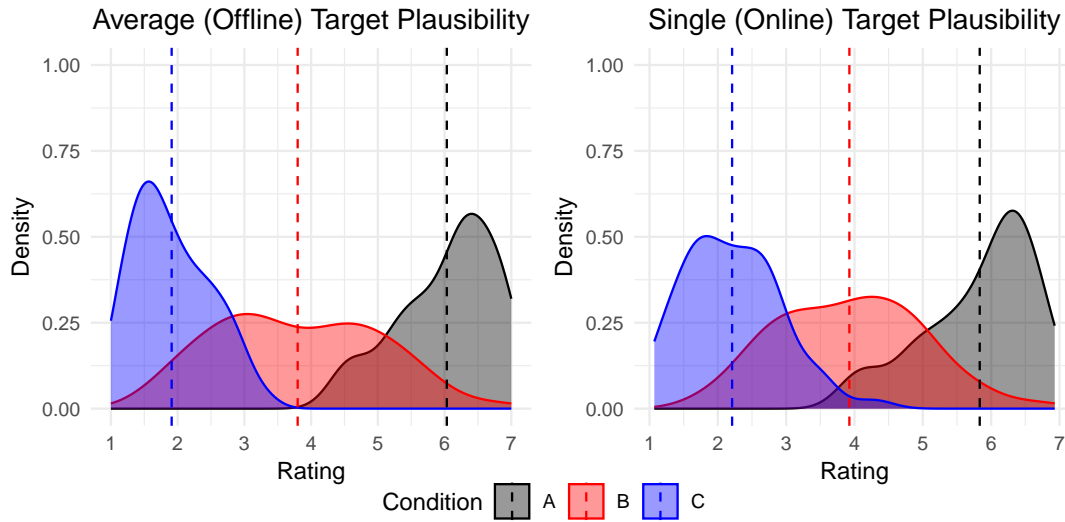 Average (Offline) Target Plausibility
1.00
0.75
0.50
0.25
0.00
Density
1 2 3 4 5 6 7
Rating
Single (Online) Target Plausibility
1.00
0.75
0.50
0.25
0.00
Density
1 2 3 4 5 6 7
Rating
Condition A B C